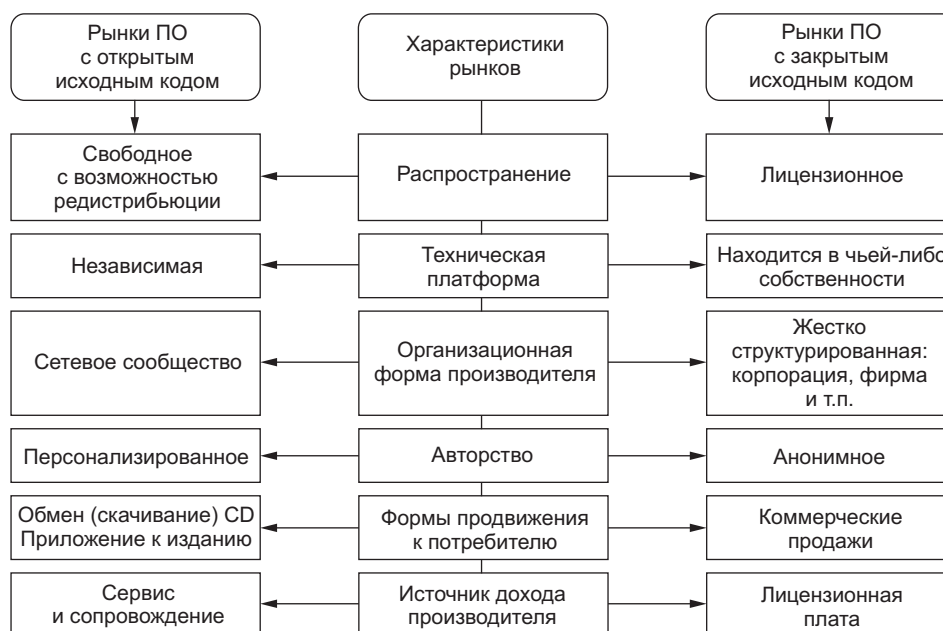 Рынки ПО
с открытым
исходным кодом
Характеристики
рынков
Рынки ПО
с закрытым
исходным кодом
Свободное
с возможностью
редистрибьюции
Распространение
Лицензионное
Независимая
Техническая
платформа
Находится в чьей-либо
собственности
Сетевое сообщество
Организационная
форма производителя
Жестко
структурированная:
корпорация, фирма
и т.п.
Персонализированное
Авторство
Анонимное
Обмен (скачивание) CD
Приложение к изданию
Формы продвижения
к потребителю
Коммерческие
продажи
Сервис
и сопровождение
Источник дохода
производителя
Лицензионная
плата